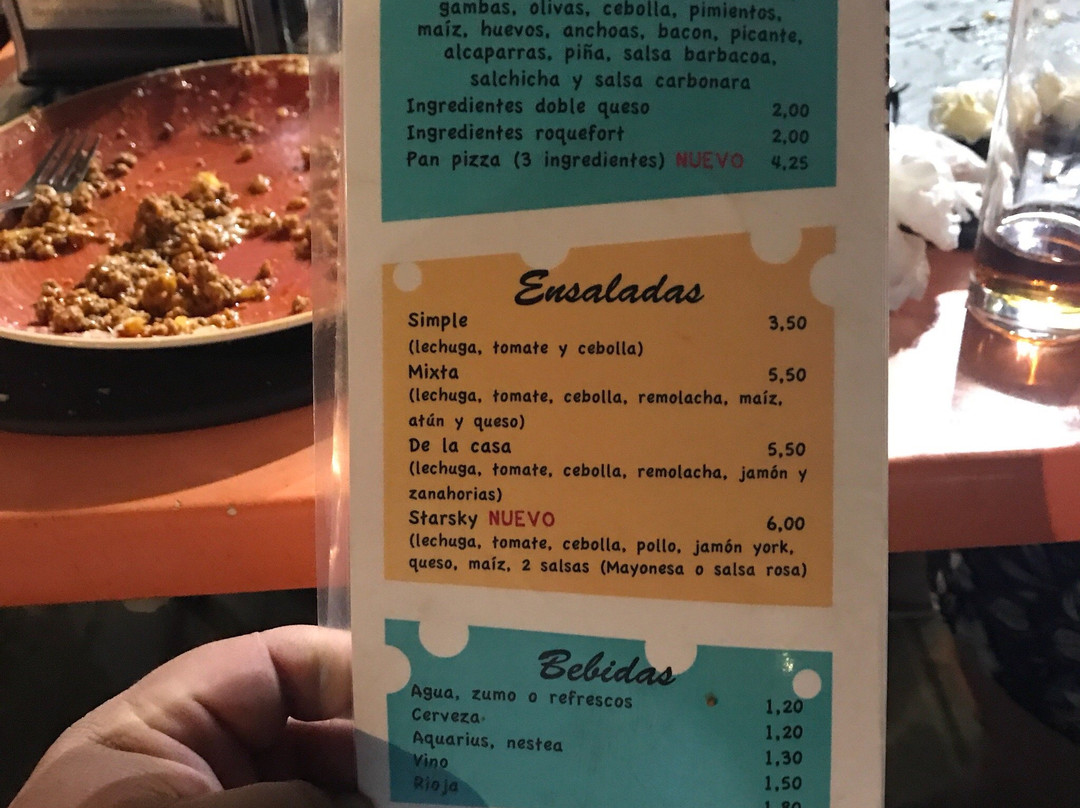 gambas, olivas, cebolla, pimientos,
maíz, huevos, anchoas, bacon, picante,
alcaparras, piña, salsa barbacoa,
salchicha y salsa carbonara
Ingredientes doble queso 2,00
Ingredientes roquefort 2,00
Pan pizza (3 ingredientes) NUEVO 4,25
Ensaladas
Simple 3,50
(lechuga, tomate y cebolla)
Mixta 5,50
(lechuga, tomate, cebolla, remolacha, maíz,
atún y queso)
De la casa 5,50
(lechuga, tomate, cebolla, remolacha, jamón y
zanahorias)
Starsky NUEVO 6,00
(lechuga, tomate, cebolla, pollo, jamón york,
queso, maíz, 2 salsas (Mayonesa o salsa rosa)
Bebidas
Agua, zumo o refrescos 1,20
Cerveza 1,20
Aquarius, nestea 1,30
Vino 1,50
Rioja 1,80